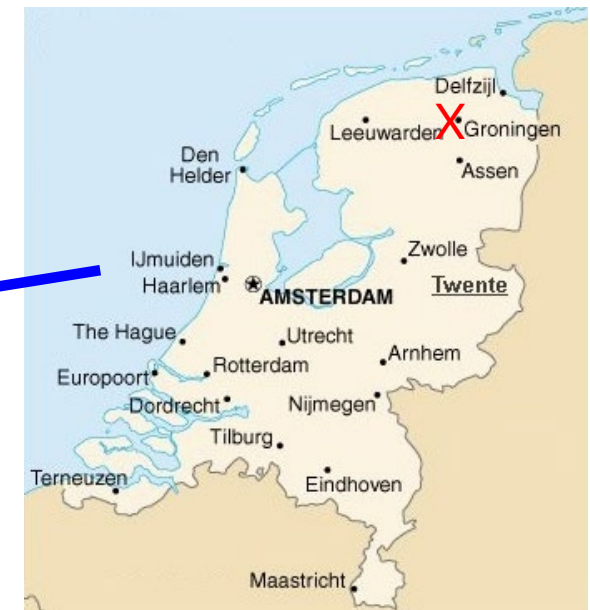 Delfzijl
X
Leeuwarden
Groningen
Den
Helder
Assen
IJmuiden
Zwolle
Haarlem
Twente
AMSTERDAM
The Hague
Utrecht
Arnhem
Rotterdam
Europoort
Dordrecht
Nijmegen
Tilburg
Terneuzen
Eindhoven
Maastricht